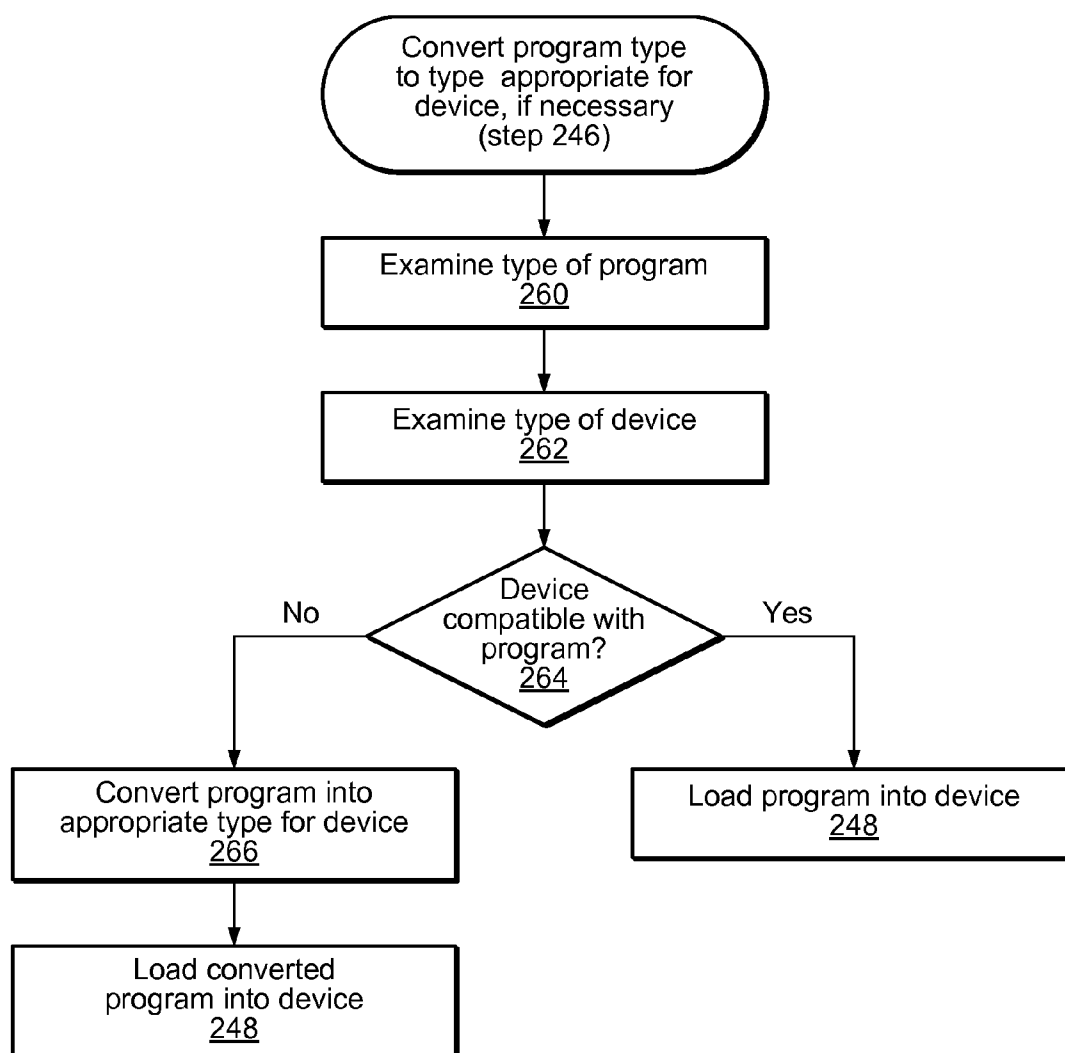 Convert program type
to type appropriate for
device, if necessary
(step 246)
Examine type of program
260
Examine type of device
262
Device
compatible with
program?
264
No
Yes
Convert program into
appropriate type for device
266
Load program into device
248
Load converted
program into device
248